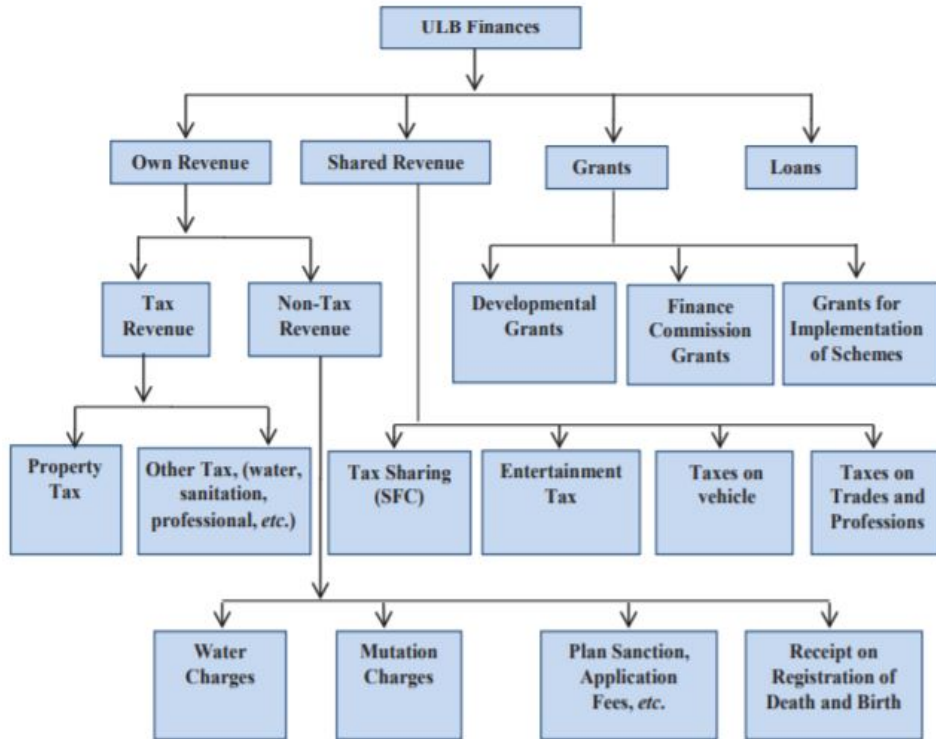 ULB Finances
Own Revenue
Shared Revenue
Grants
Loans
Tax
Revenue
Non-Tax
Revenue
Developmental
Grants
Finance
Commission
Grants
Grants for
Implementation
of Schemes
Property
Tax
Other Tax, (water,
sanitation,
professional, etc.)
Tax Sharing
(SFC)
Entertainment
Tax
Taxes on
vehicle
Taxes on
Trades and
Professions
Water
Charges
Mutation
Charges
Plan Sanction,
Application
Fees, etc.
Receipt on
Registration of
Death and Birth